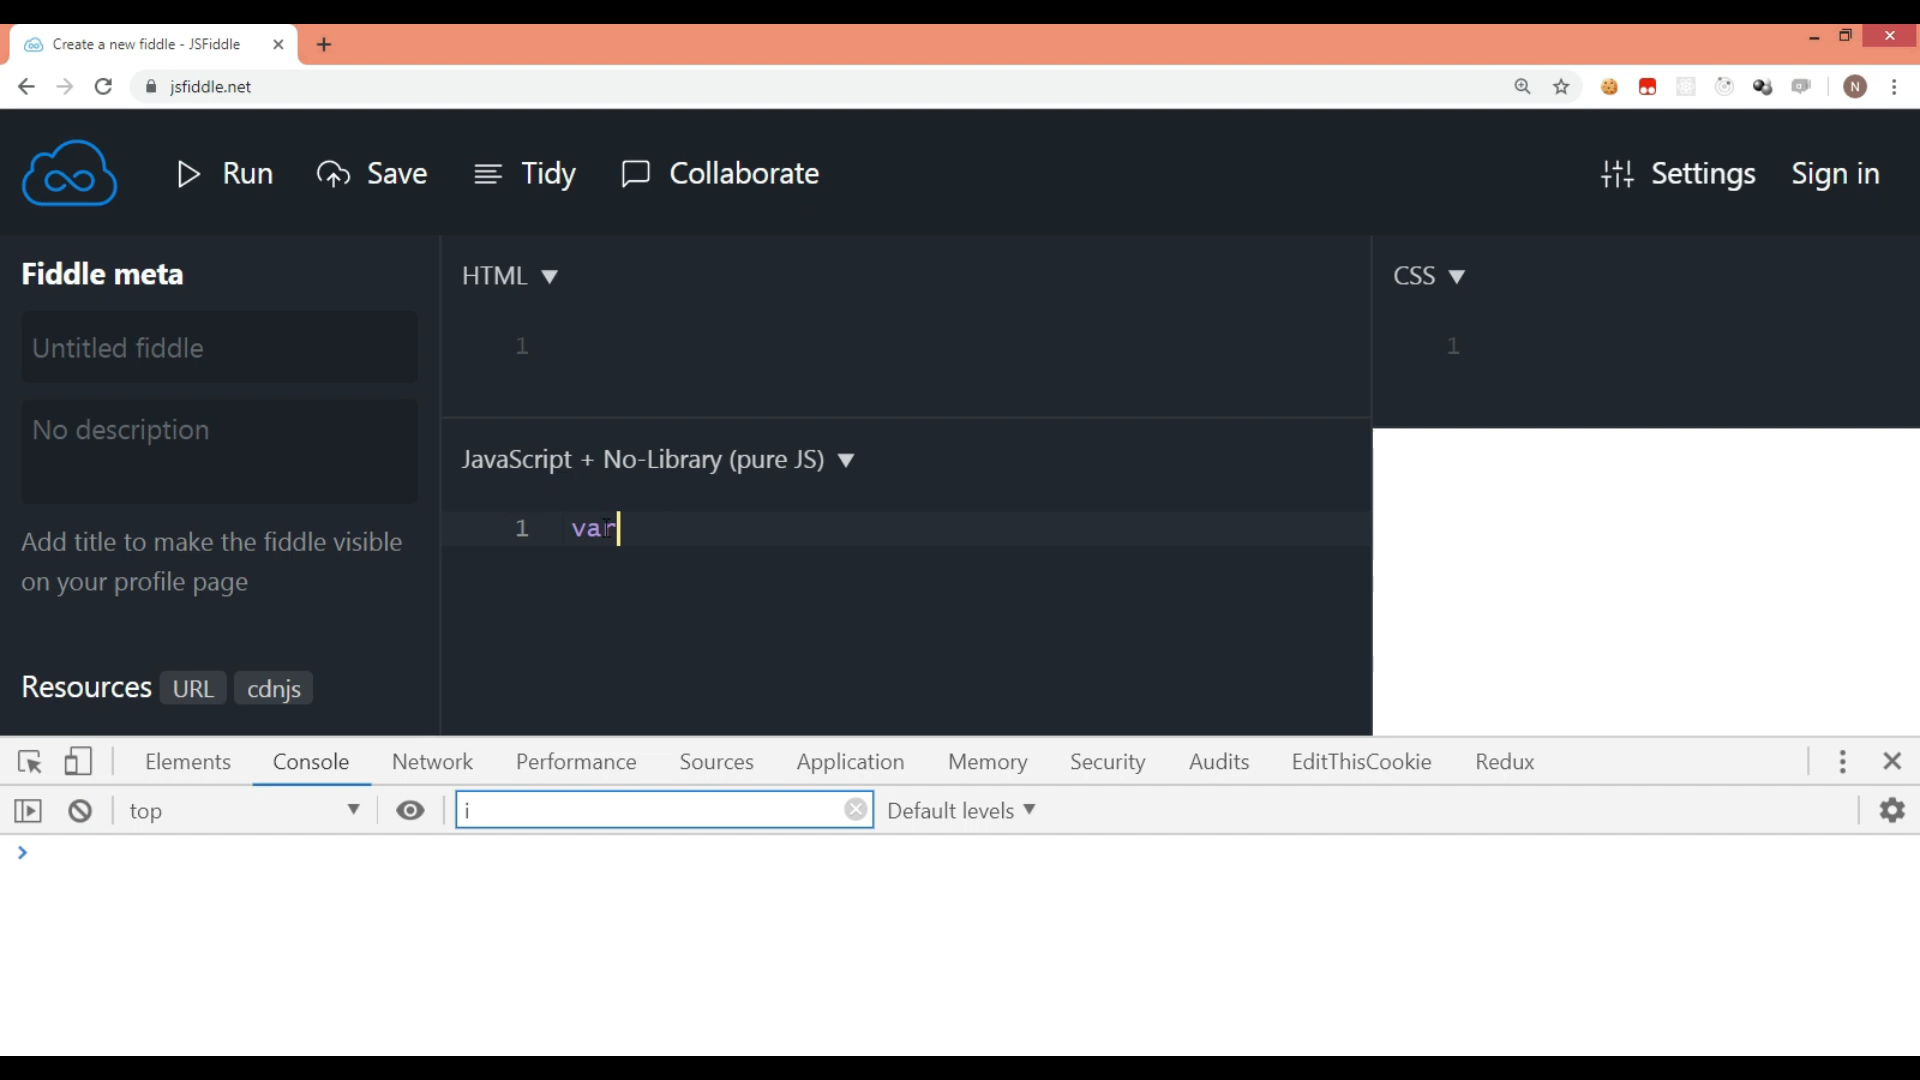 Create a new fiddle - JSFiddle
jsfiddle.net
N
Run Save Tidy Collaborate Settings Sign in
Fiddle meta
Untitled fiddle
No description
Add title to make the fiddle visible
on your profile page
Resources URL cdnjs
HTML
1
CSS
1
JavaScript + No-Library (pure JS)
1 var
Elements Console Network Performance Sources Application Memory Security Audits EditThisCookie Redux
top i Default levels